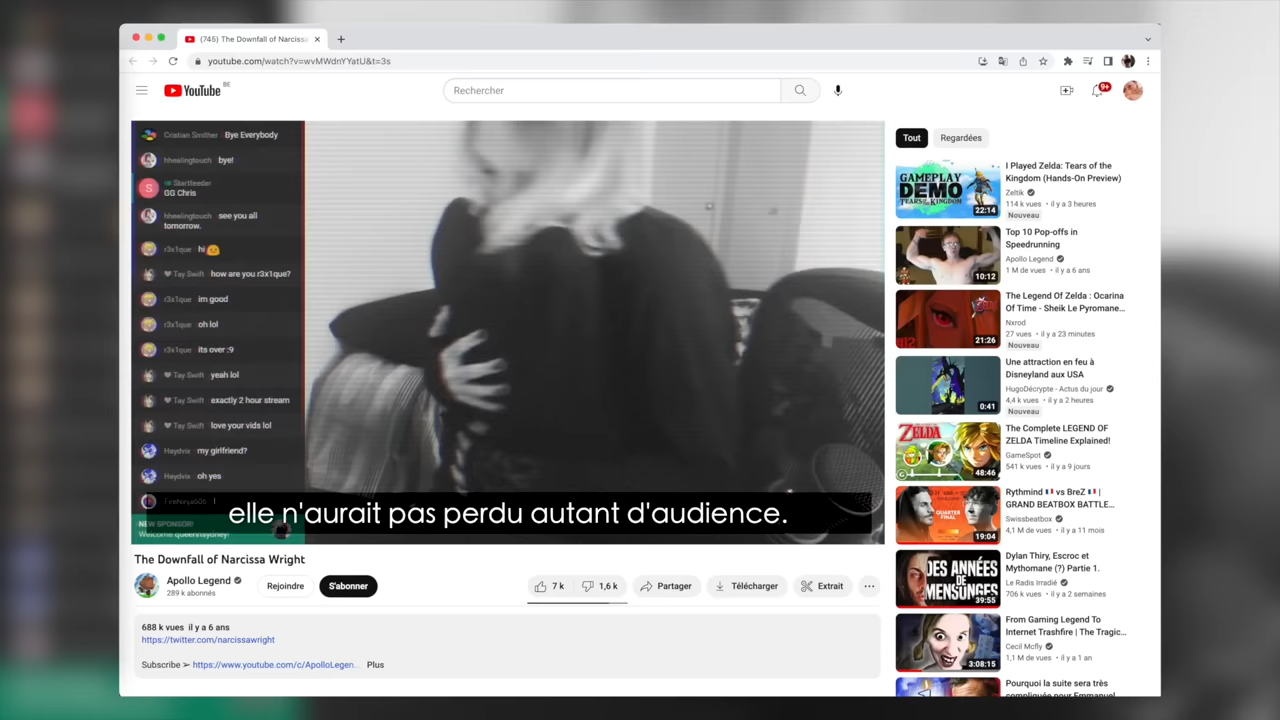 (745) The Downfall of Narcissa
youtube.com/watch?v=wvMWdnYYatU&t=3s
YouTube BE
Rechercher
9+
Cristian Smither Bye Everybody
hhealingtouch bye!
S
Startleeder
GG Chris
hhealingtouch see you all
tomorrow.
r3x1que hi
Tay Swift how are you r3x1que?
r3x1que im good
r3x1que oh lol
r3x1que its over :9
Tay Swift yeah lol
Tay Swift exactly 2 hour stream
Tay Swift love your vids lol
Haydvix my girlfriend?
Haydvix oh yes
NEW SPONSOR!
elle n'aurait pas perdu autant d'audience.
The Downfall of Narcissa Wright
Apollo Legend
289 k abonnés
Rejoindre
S'abonner
7 k
1,6 k
Partager
Télécharger
Extrait
688 k vues il y a 6 ans
https://twitter.com/narcissawright
Subscribe ➢ https://www.youtube.com/c/ApolloLegen... Plus
Tout
Regardées
GAMEPLAY
DEMO
TEARS OF THE KINGDOM
22:14
I Played Zelda: Tears of the
Kingdom (Hands-On Preview)
Zeltik
114 k vues • il y a 3 heures
Nouveau
10:12
Top 10 Pop-offs in
Speedrunning
Apollo Legend
1 M de vues • il y a 6 ans
21:26
The Legend Of Zelda : Ocarina
Of Time - Sheik Le Pyromane...
Nxrod
27 vues • il y a 23 minutes
Nouveau
0:41
Une attraction en feu à
Disneyland aux USA
HugoDécrypte - Actus du jour
4,4 k vues • il y a 2 heures
Nouveau
ZELDA
48:46
The Complete LEGEND OF
ZELDA Timeline Explained!
GameSpot
541 k vues • il y a 9 jours
QUARTER
FINAL
19:04
Rythmind 🇫🇷 vs BreZ 🇫🇷 |
GRAND BEATBOX BATTLE...
Swissbeatbox
4,1 M de vues • il y a 11 mois
DES ANNÉES
DE
MENSONGES
39:55
Dylan Thiry, Escroc et
Mythomane (?) Partie 1.
Le Radis Irradié
706 k vues • il y a 2 semaines
3:08:15
From Gaming Legend To
Internet Trashfire | The Tragic...
Cecil Mcfly
1,1 M de vues • il y a 1 an
Pourquoi la suite sera très
compliquée pour Emmanuel